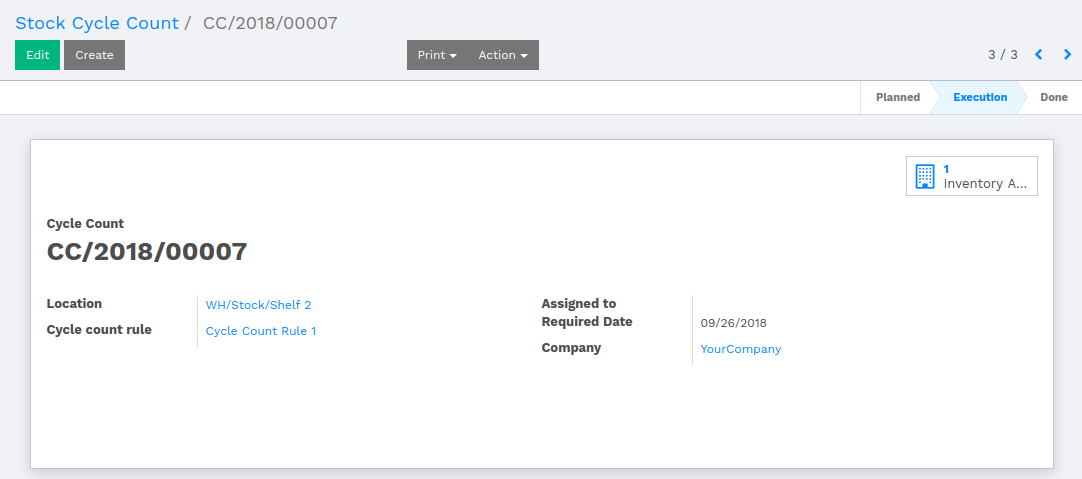 Stock Cycle Count / CC/2018/00007
Edit Create Print Action 3 / 3
Planned Execution Done
1
Inventory A...
Cycle Count
CC/2018/00007
Location WH/Stock/Shelf 2
Cycle count rule Cycle Count Rule 1
Assigned to
Required Date 09/26/2018
Company YourCompany